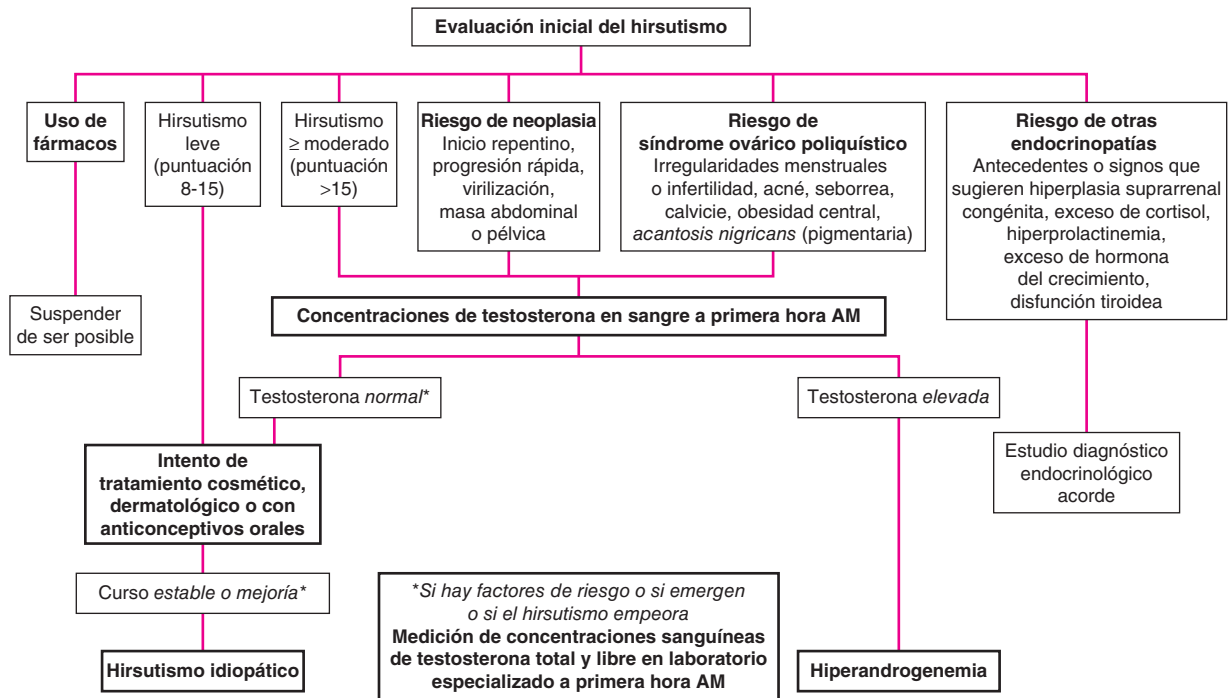 Evaluación inicial del hirsutismo
Uso de
fármacos
Hirsutismo
leve
(puntuación
8-15)
Hirsutismo
≥ moderado
(puntuación
>15)
Riesgo de neoplasia
Inicio repentino,
progresión rápida,
virilización,
masa abdominal
o pélvica
Riesgo de
síndrome ovárico poliquístico
Irregularidades menstruales
o infertilidad, acné, seborrea,
calvicie, obesidad central,
acantosis nigricans (pigmentaria)
Riesgo de otras
endocrinopatías
Antecedentes o signos que
sugieren hiperplasia suprarrenal
congénita, exceso de cortisol,
hiperprolactinemia,
exceso de hormona
del crecimiento,
disfunción tiroidea
Suspender
de ser posible
Concentraciones de testosterona en sangre a primera hora AM
Testosterona normal*
Testosterona elevada
Intento de
tratamiento cosmético,
dermatológico o con
anticonceptivos orales
Estudio diagnóstico
endocrinológico
acorde
Curso estable o mejoría*
*Si hay factores de riesgo o si emergen
o si el hirsutismo empeora
Medición de concentraciones sanguíneas
de testosterona total y libre en laboratorio
especializado a primera hora AM
Hirsutismo idiopático
Hiperandrogenemia